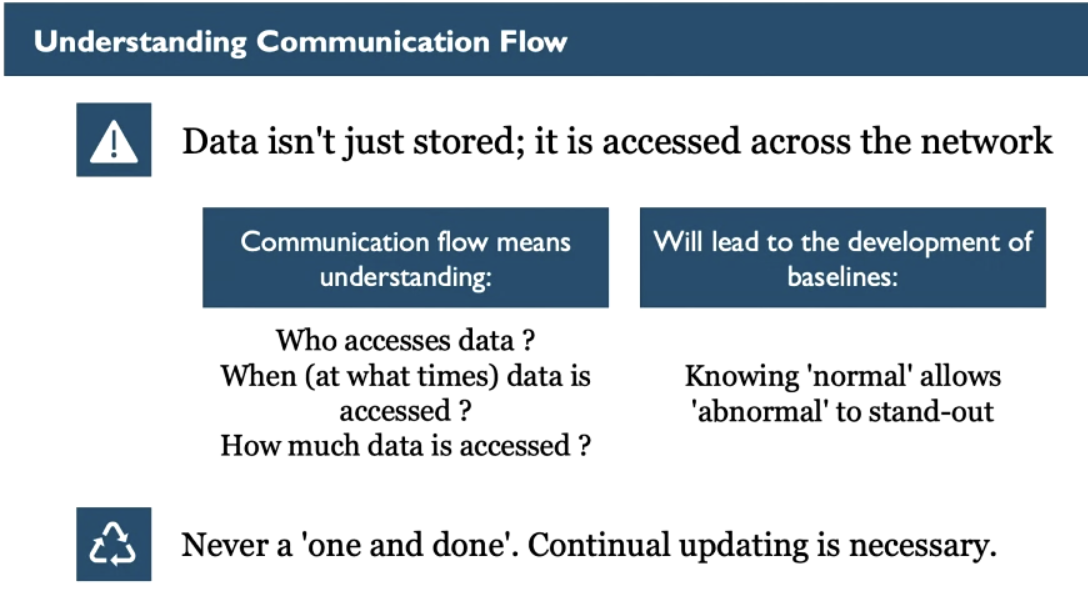 Understanding Communication Flow
Data isn't just stored; it is accessed across the network
Communication flow means
understanding:
Who accesses data ?
When (at what times) data is
accessed ?
How much data is accessed ?
Will lead to the development of
baselines:
Knowing 'normal' allows
'abnormal' to stand-out
Never a 'one and done'. Continual updating is necessary.